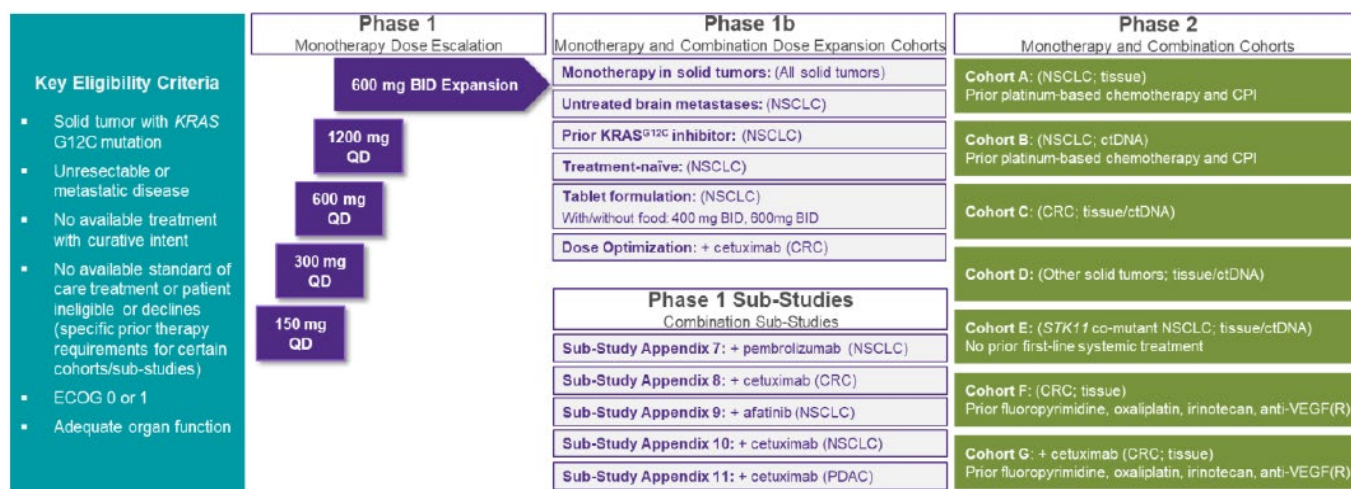 Key Eligibility Criteria
▪ Solid tumor with KRAS
G12C mutation
▪ Unresectable or
metastatic disease
▪ No available treatment
with curative intent
▪ No available standard of
care treatment or patient
ineligible or declines
(specific prior therapy
requirements for certain
cohorts/sub-studies)
▪ ECOG 0 or 1
▪ Adequate organ function
Phase 1
Monotherapy Dose Escalation
600 mg BID Expansion
1200 mg
QD
600 mg
QD
300 mg
QD
150 mg
QD
Phase 1b
Monotherapy and Combination Dose Expansion Cohorts
Monotherapy in solid tumors: (All solid tumors)
Untreated brain metastases: (NSCLC)
Prior KRASG12C inhibitor: (NSCLC)
Treatment-naïve: (NSCLC)
Tablet formulation: (NSCLC)
With/without food: 400 mg BID, 600mg BID
Dose Optimization: + cetuximab (CRC)
Phase 1 Sub-Studies
Combination Sub-Studies
Sub-Study Appendix 7: + pembrolizumab (NSCLC)
Sub-Study Appendix 8: + cetuximab (CRC)
Sub-Study Appendix 9: + afatinib (NSCLC)
Sub-Study Appendix 10: + cetuximab (NSCLC)
Sub-Study Appendix 11: + cetuximab (PDAC)
Phase 2
Monotherapy and Combination Cohorts
Cohort A: (NSCLC; tissue)
Prior platinum-based chemotherapy and CPI
Cohort B: (NSCLC; ctDNA)
Prior platinum-based chemotherapy and CPI
Cohort C: (CRC; tissue/ctDNA)
Cohort D: (Other solid tumors; tissue/ctDNA)
Cohort E: (STK11 co-mutant NSCLC; tissue/ctDNA)
No prior first-line systemic treatment
Cohort F: (CRC; tissue)
Prior fluoropyrimidine, oxaliplatin, irinotecan, anti-VEGF(R)
Cohort G: + cetuximab (CRC; tissue)
Prior fluoropyrimidine, oxaliplatin, irinotecan, anti-VEGF(R)